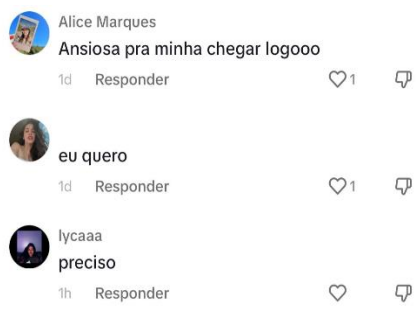 Alice Marques
Ansiosa pra minha chegar logooo
1d Responder 1
eu quero
1d Responder 1
lycaaa
preciso
1h Responder